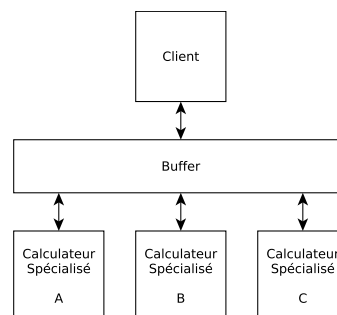 Client
Buffer
Calculateur
Spécialisé
A
Calculateur
Spécialisé
B
Calculateur
Spécialisé
C